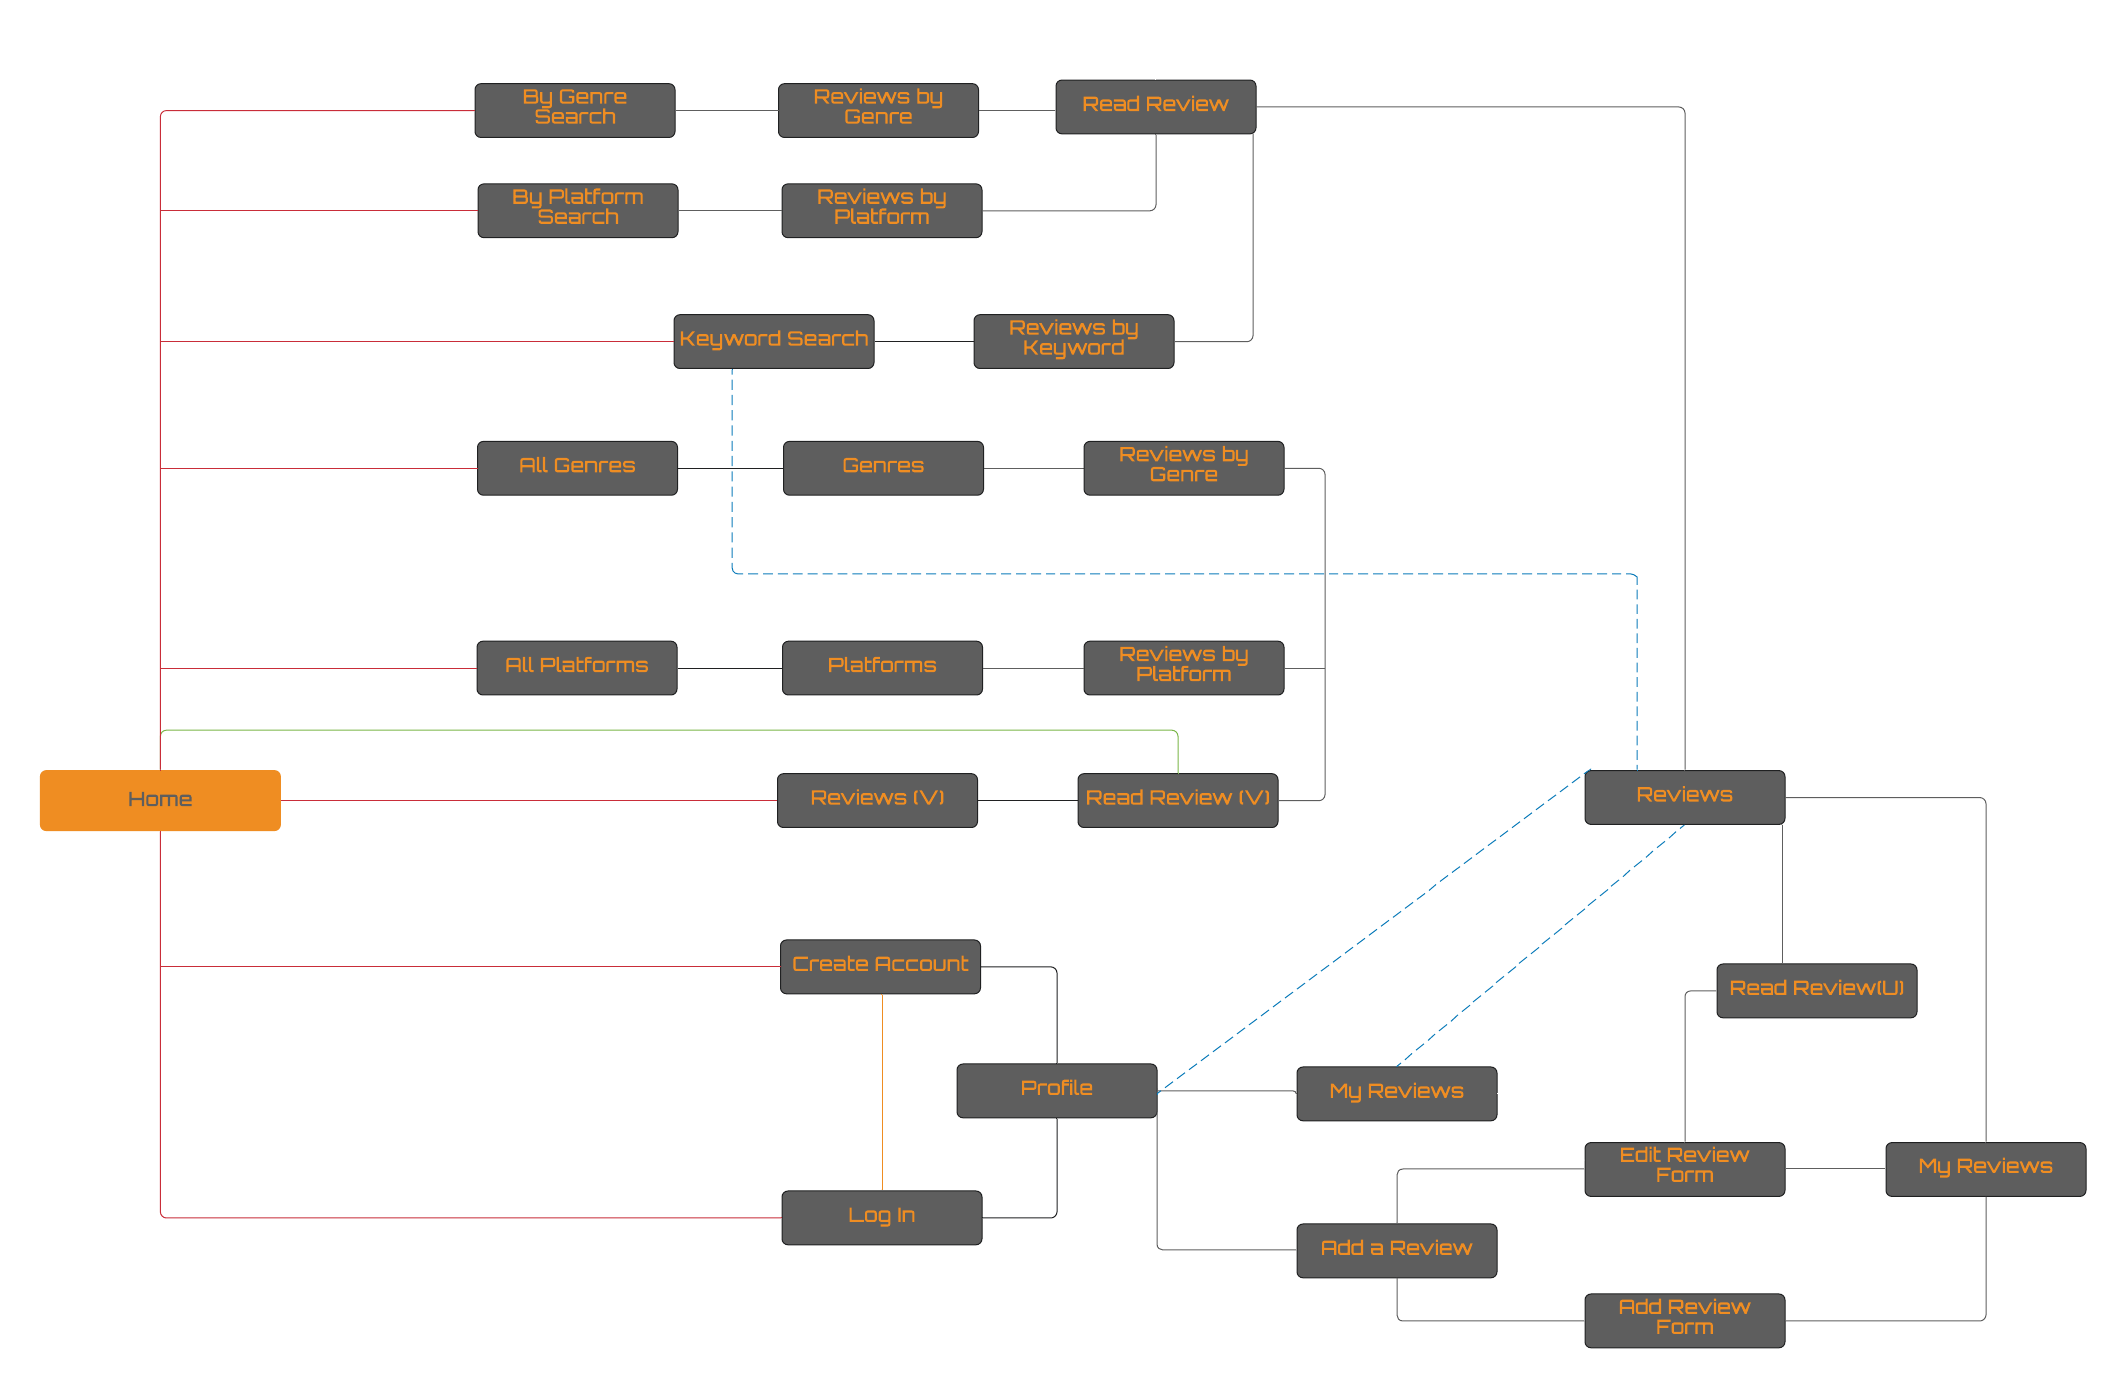 By Genre
Search
Reviews by
Genre
Read Review
By Platform
Search
Reviews by
Platform
Keyword Search
Reviews by
Keyword
All Genres
Genres
Reviews by
Genre
All Platforms
Platforms
Reviews by
Platform
Home
Reviews (V)
Read Review (V)
Reviews
Create Account
Read Review(U)
Profile
My Reviews
Edit Review
Form
My Reviews
Log In
Add a Review
Add Review
Form